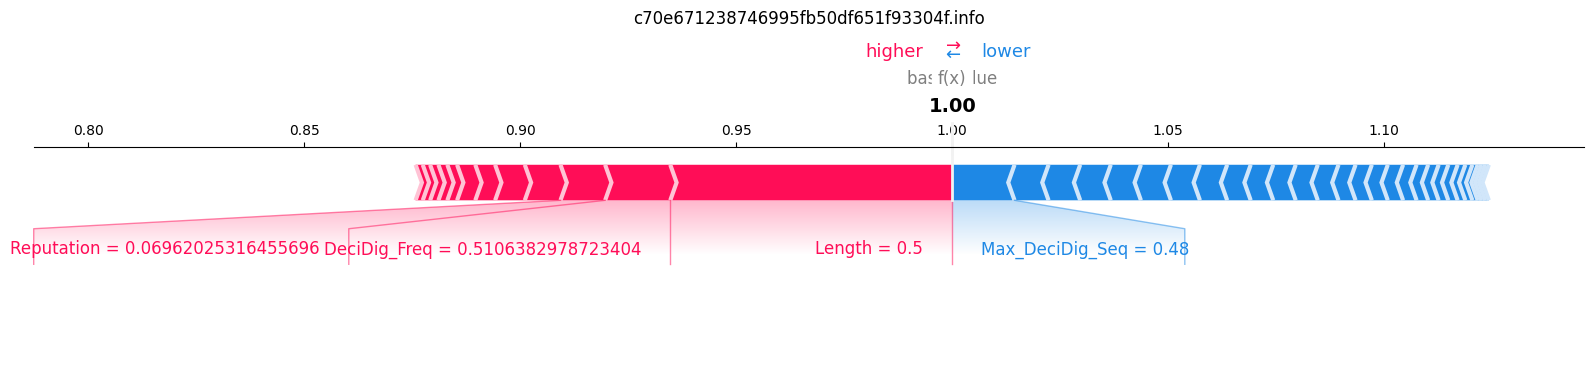 c70e671238746995fb50df651f93304f.info
higher ⇄ lower
f(x)
1.00
0.80 0.85 0.90 0.95 1.00 1.05 1.10
Reputation = 0.06962025316455696 DeciDig_Freq = 0.5106382978723404 Length = 0.5 Max_DeciDig_Seq = 0.48